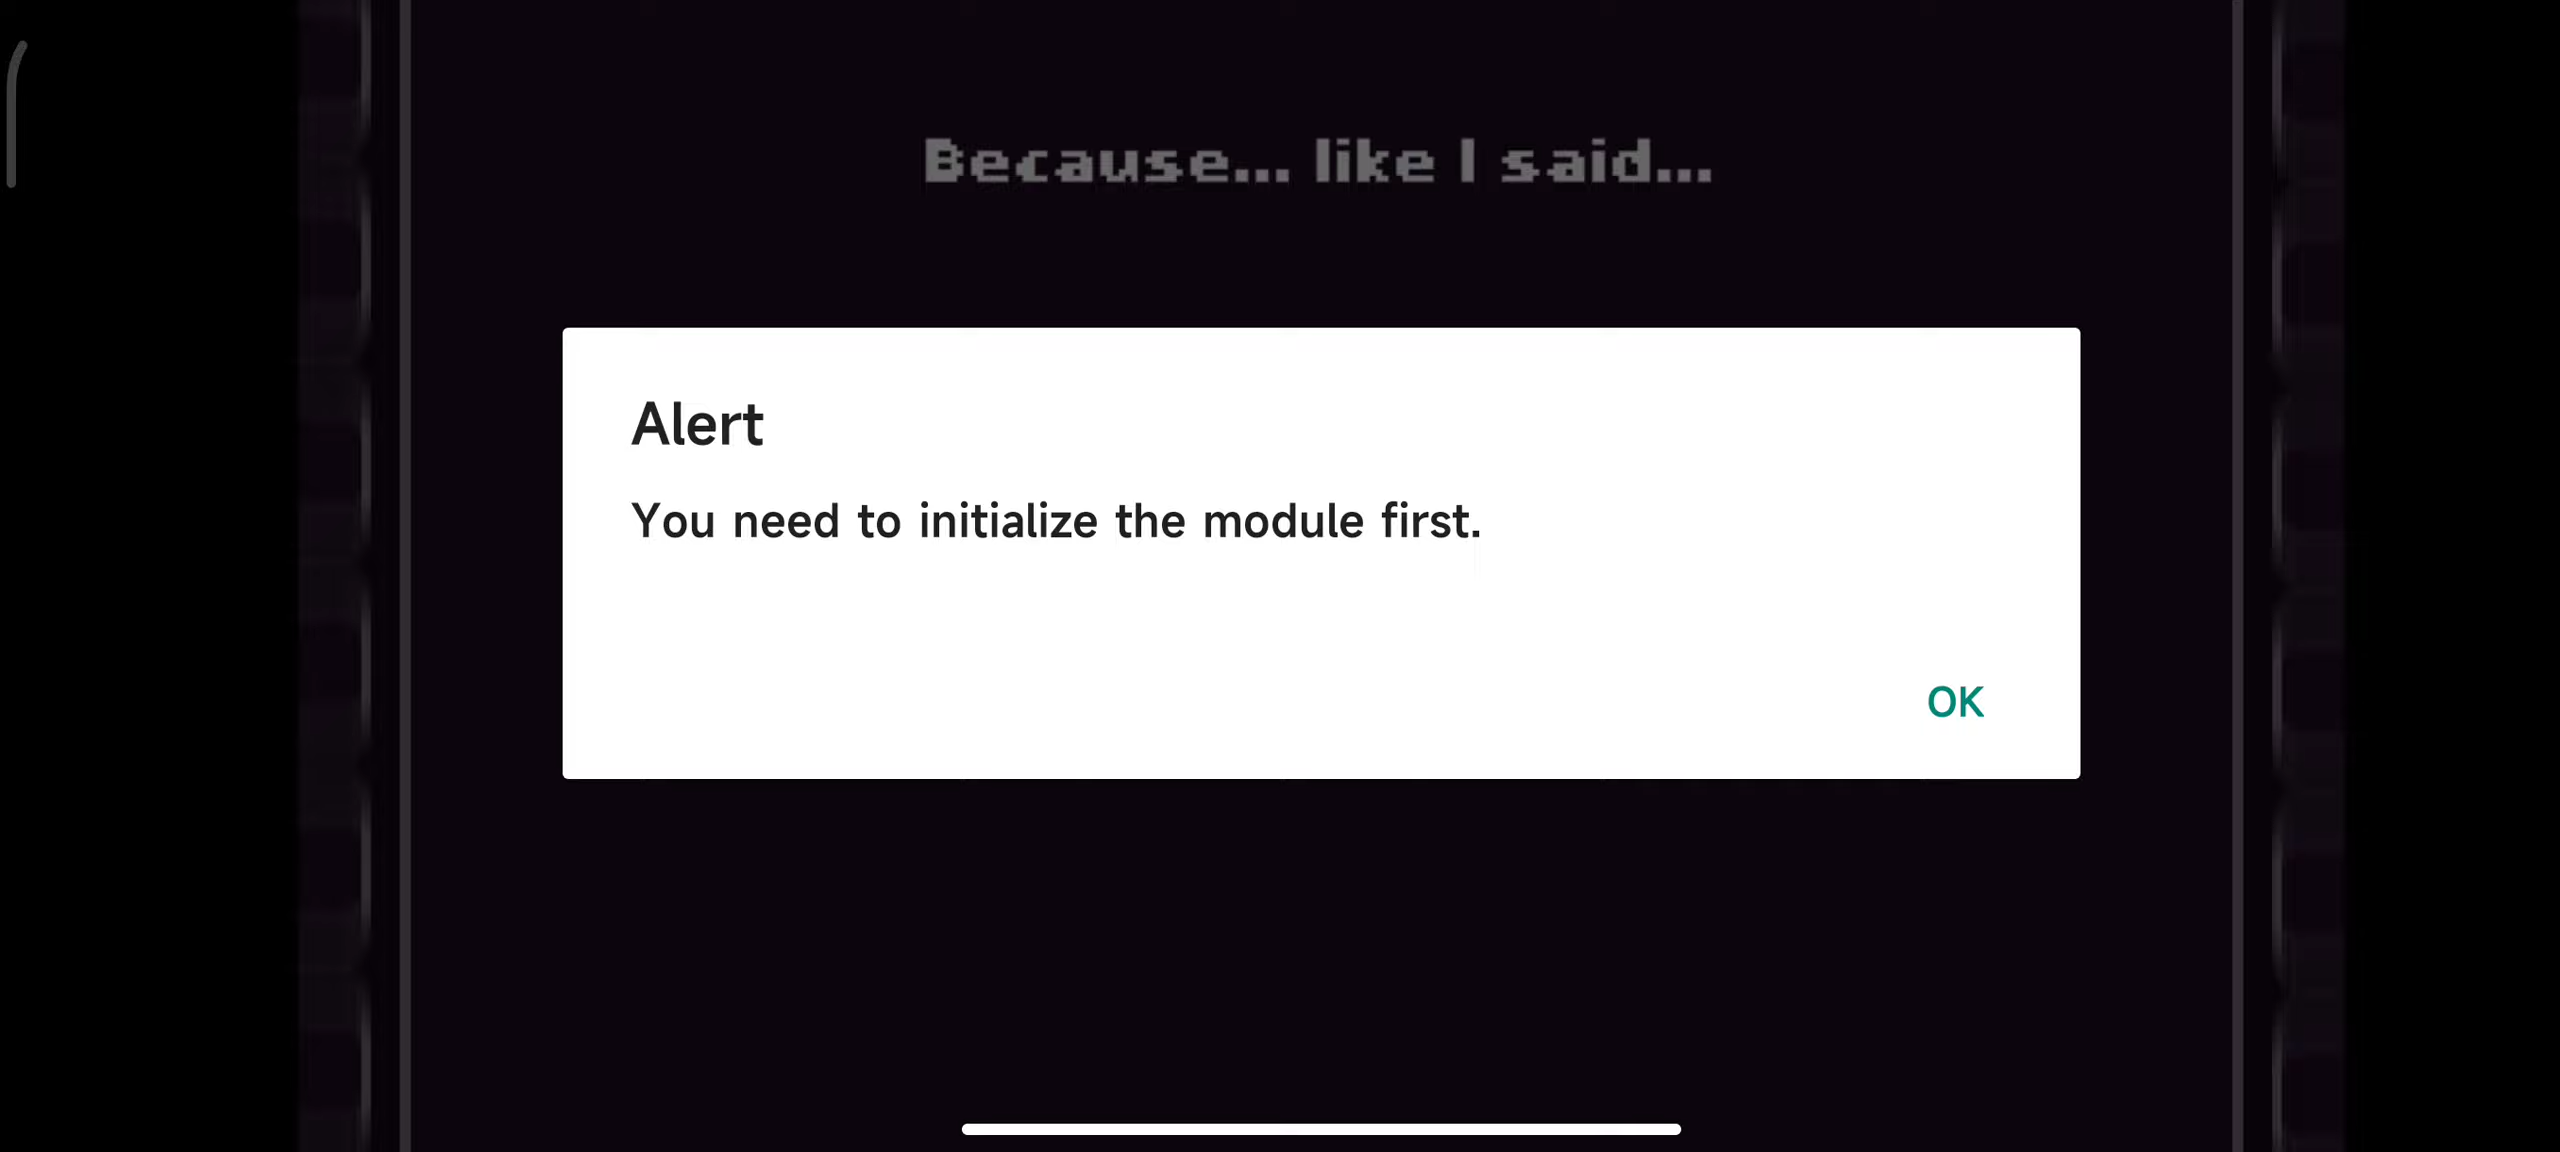 Because... like I said...
Alert
You need to initialize the module first.
OK